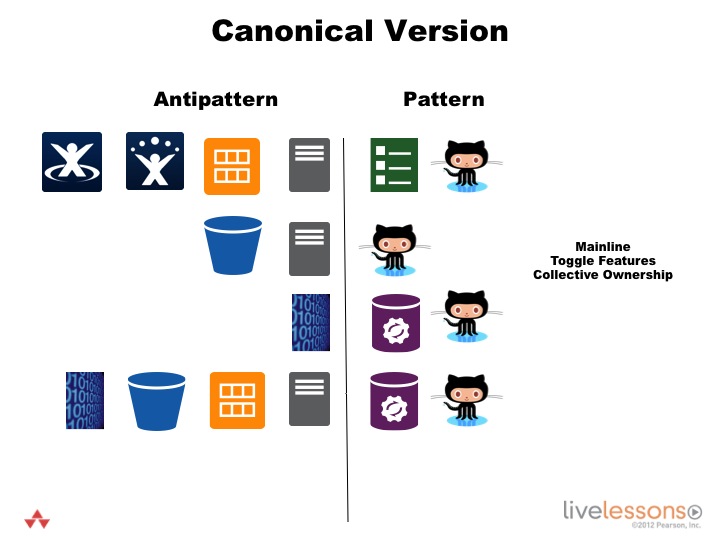 Canonical Version
Antipattern
Pattern
Mainline
Toggle Features
Collective Ownership
livelessons
©2012 Pearson, Inc.